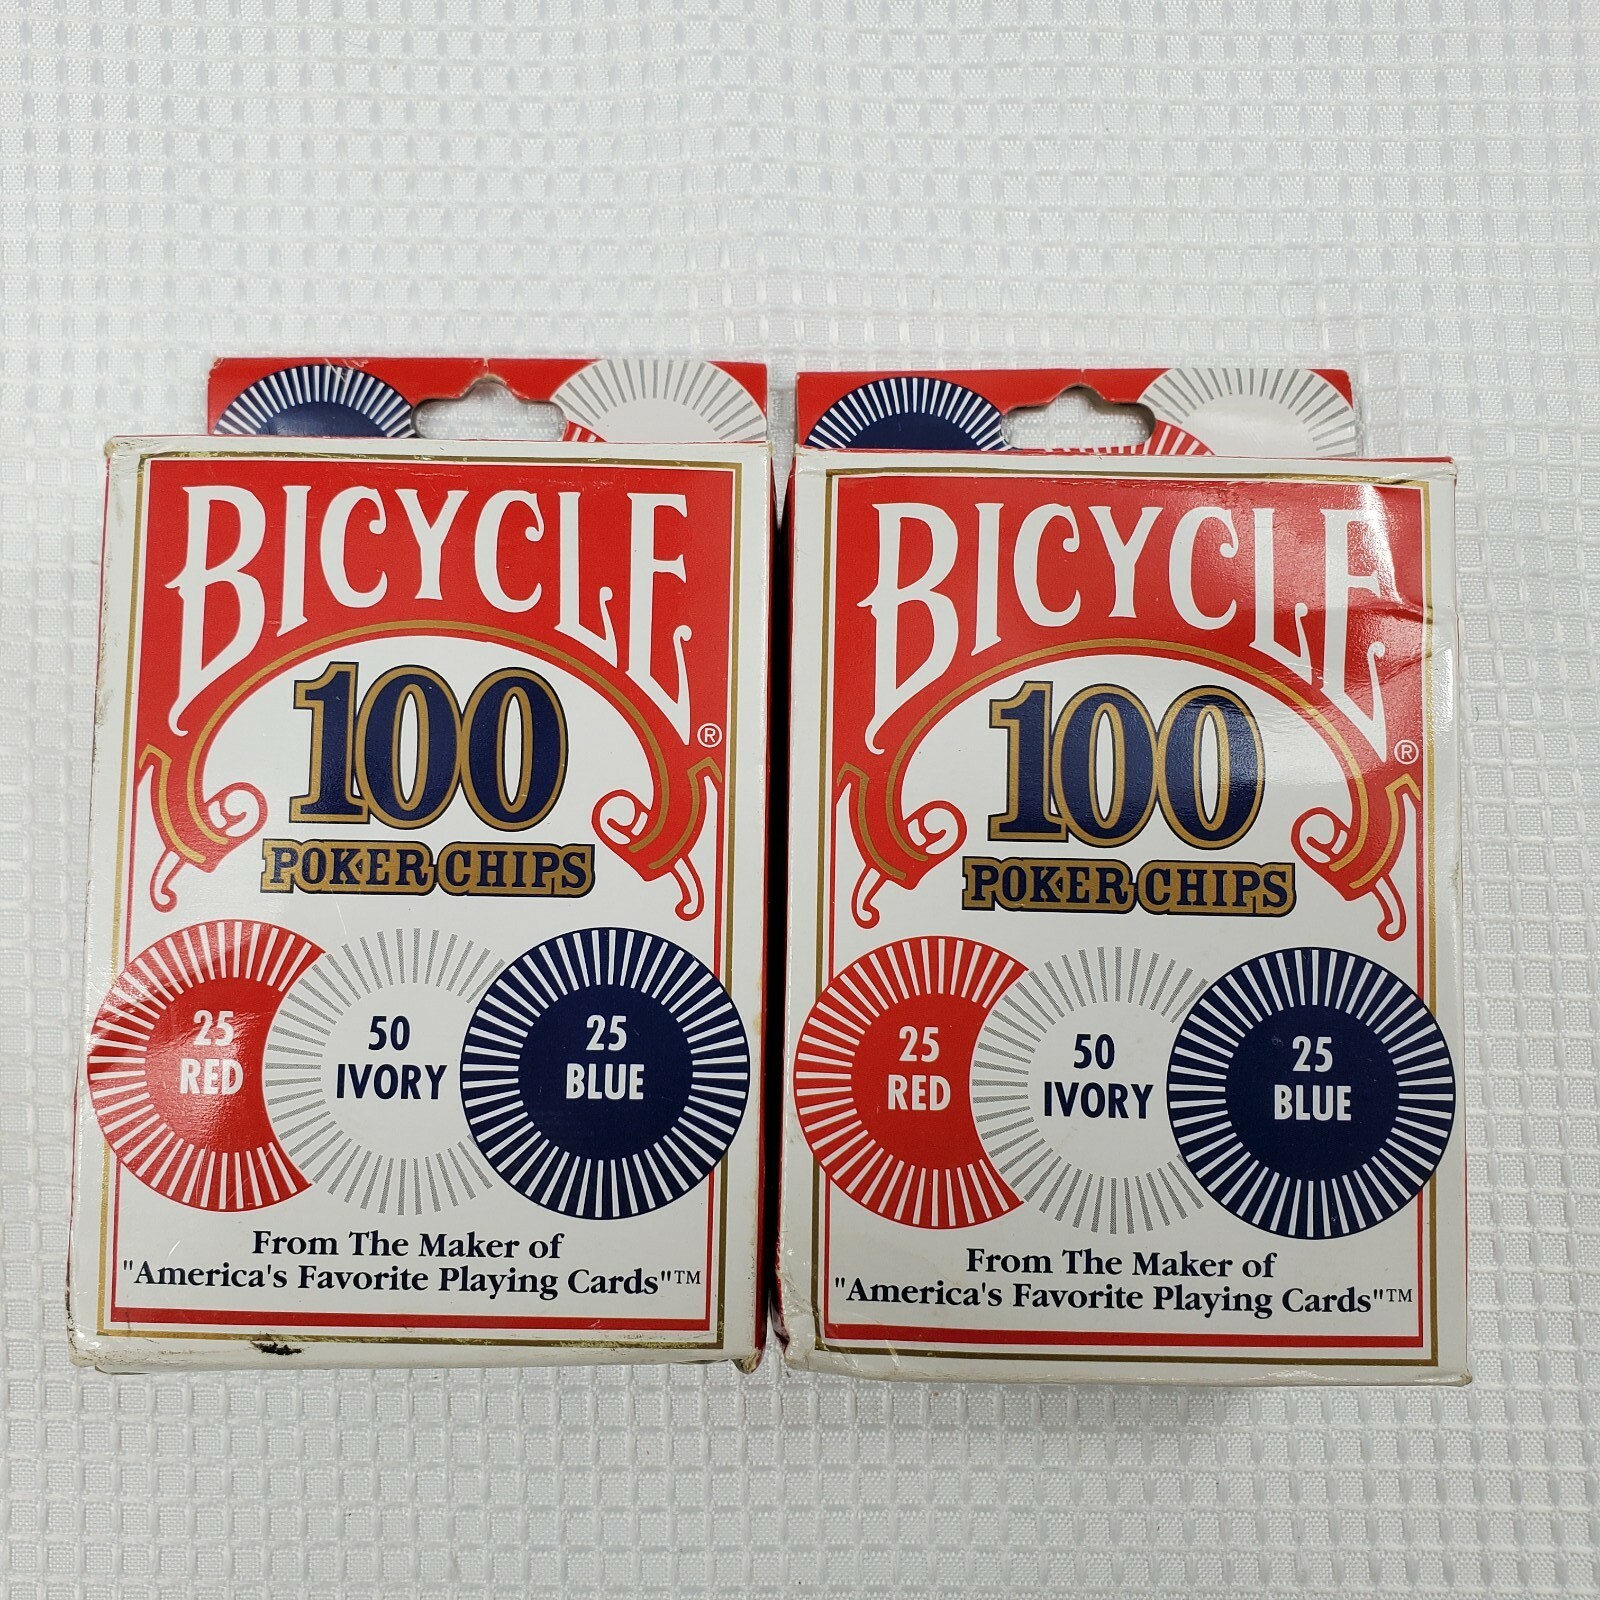 BICYCLE®
100
POKER CHIPS
25
RED
50
IVORY
25
BLUE
From The Maker of
"America's Favorite Playing Cards"™
BICYCLE®
100
POKER CHIPS
25
RED
50
IVORY
25
BLUE
From The Maker of
"America's Favorite Playing Cards"™